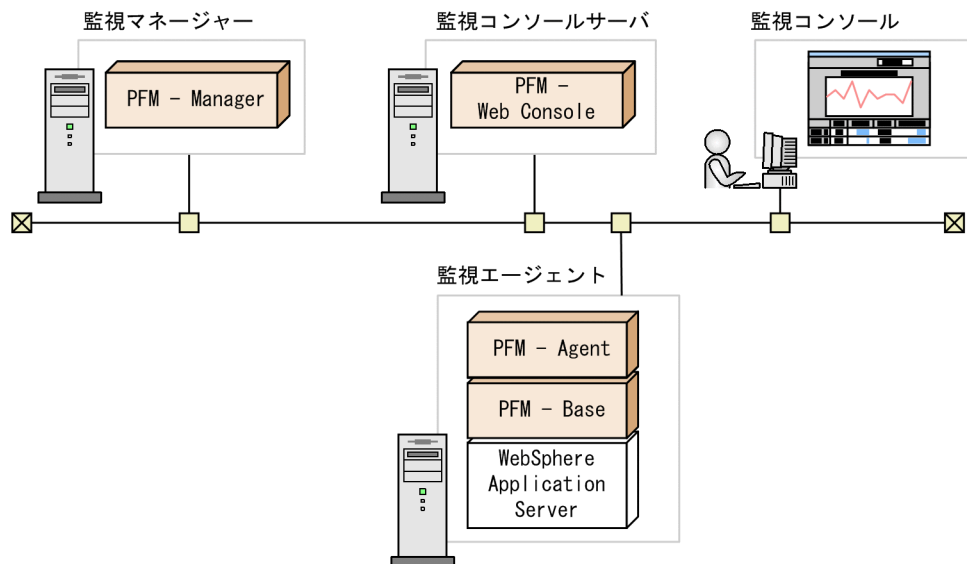 監視マネージャー
監視コンソールサーバ
監視コンソール
PFM - Manager
PFM -
Web Console
監視エージェント
PFM - Agent
PFM - Base
WebSphere
Application
Server